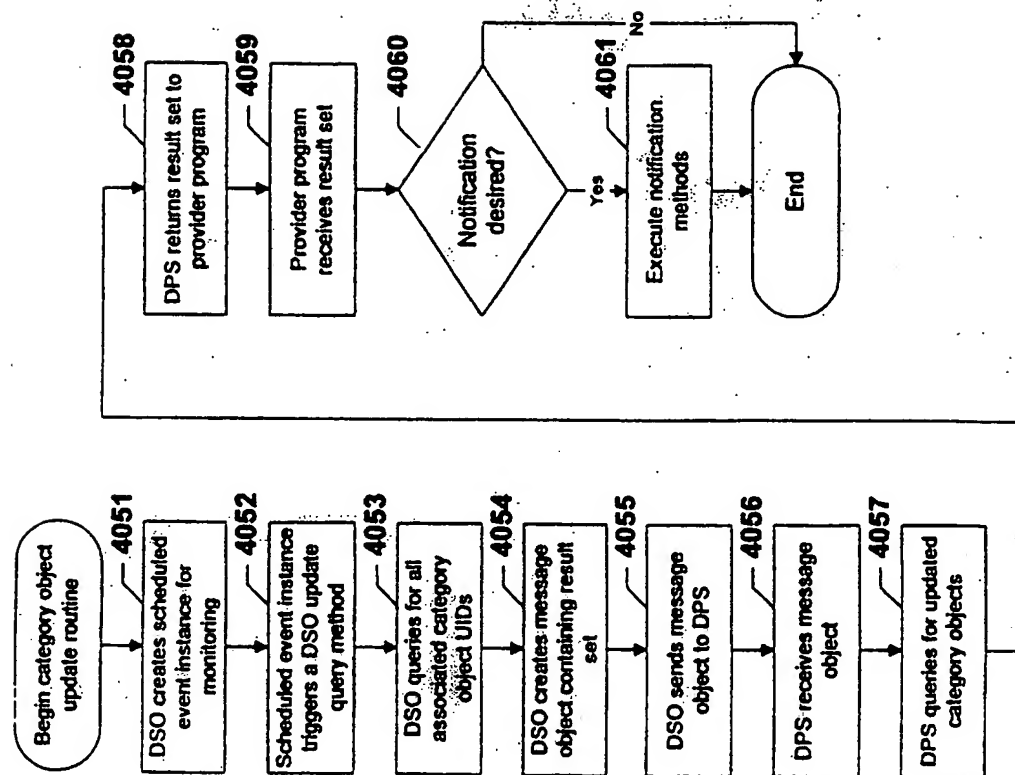 Begin category object
update routine
4051
DSO creates scheduled
event instance for
monitoring
4052
Scheduled event instance
triggers a DSO update
query method
4053
DSO queries for all
associated category
object UIDs
4054
DSO creates message
object containing result
set
4055
DSO sends message
object to DPS
4056
DPS receives message
object
4057
DPS queries for updated
category objects
4058
DPS returns result set to
provider program
4059
Provider program
receives result set
4060
Notification
desired?
No
Yes
4061
Execute notification
methods
End